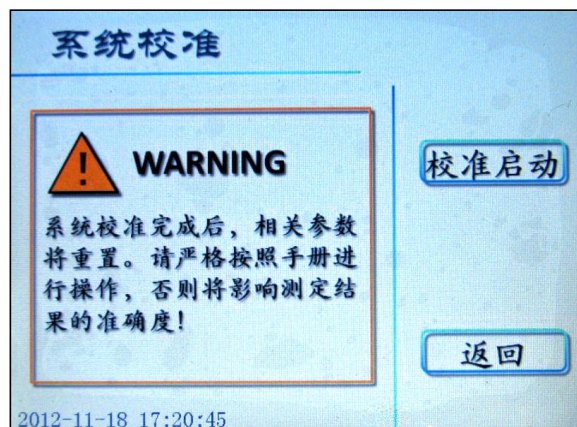 系统校准
WARNING
系统校准完成后，相关参数
将重置。请严格按照手册进
行操作，否则将影响测定结
果的准确度！
校准启动
返回
2012-11-18 17:20:45